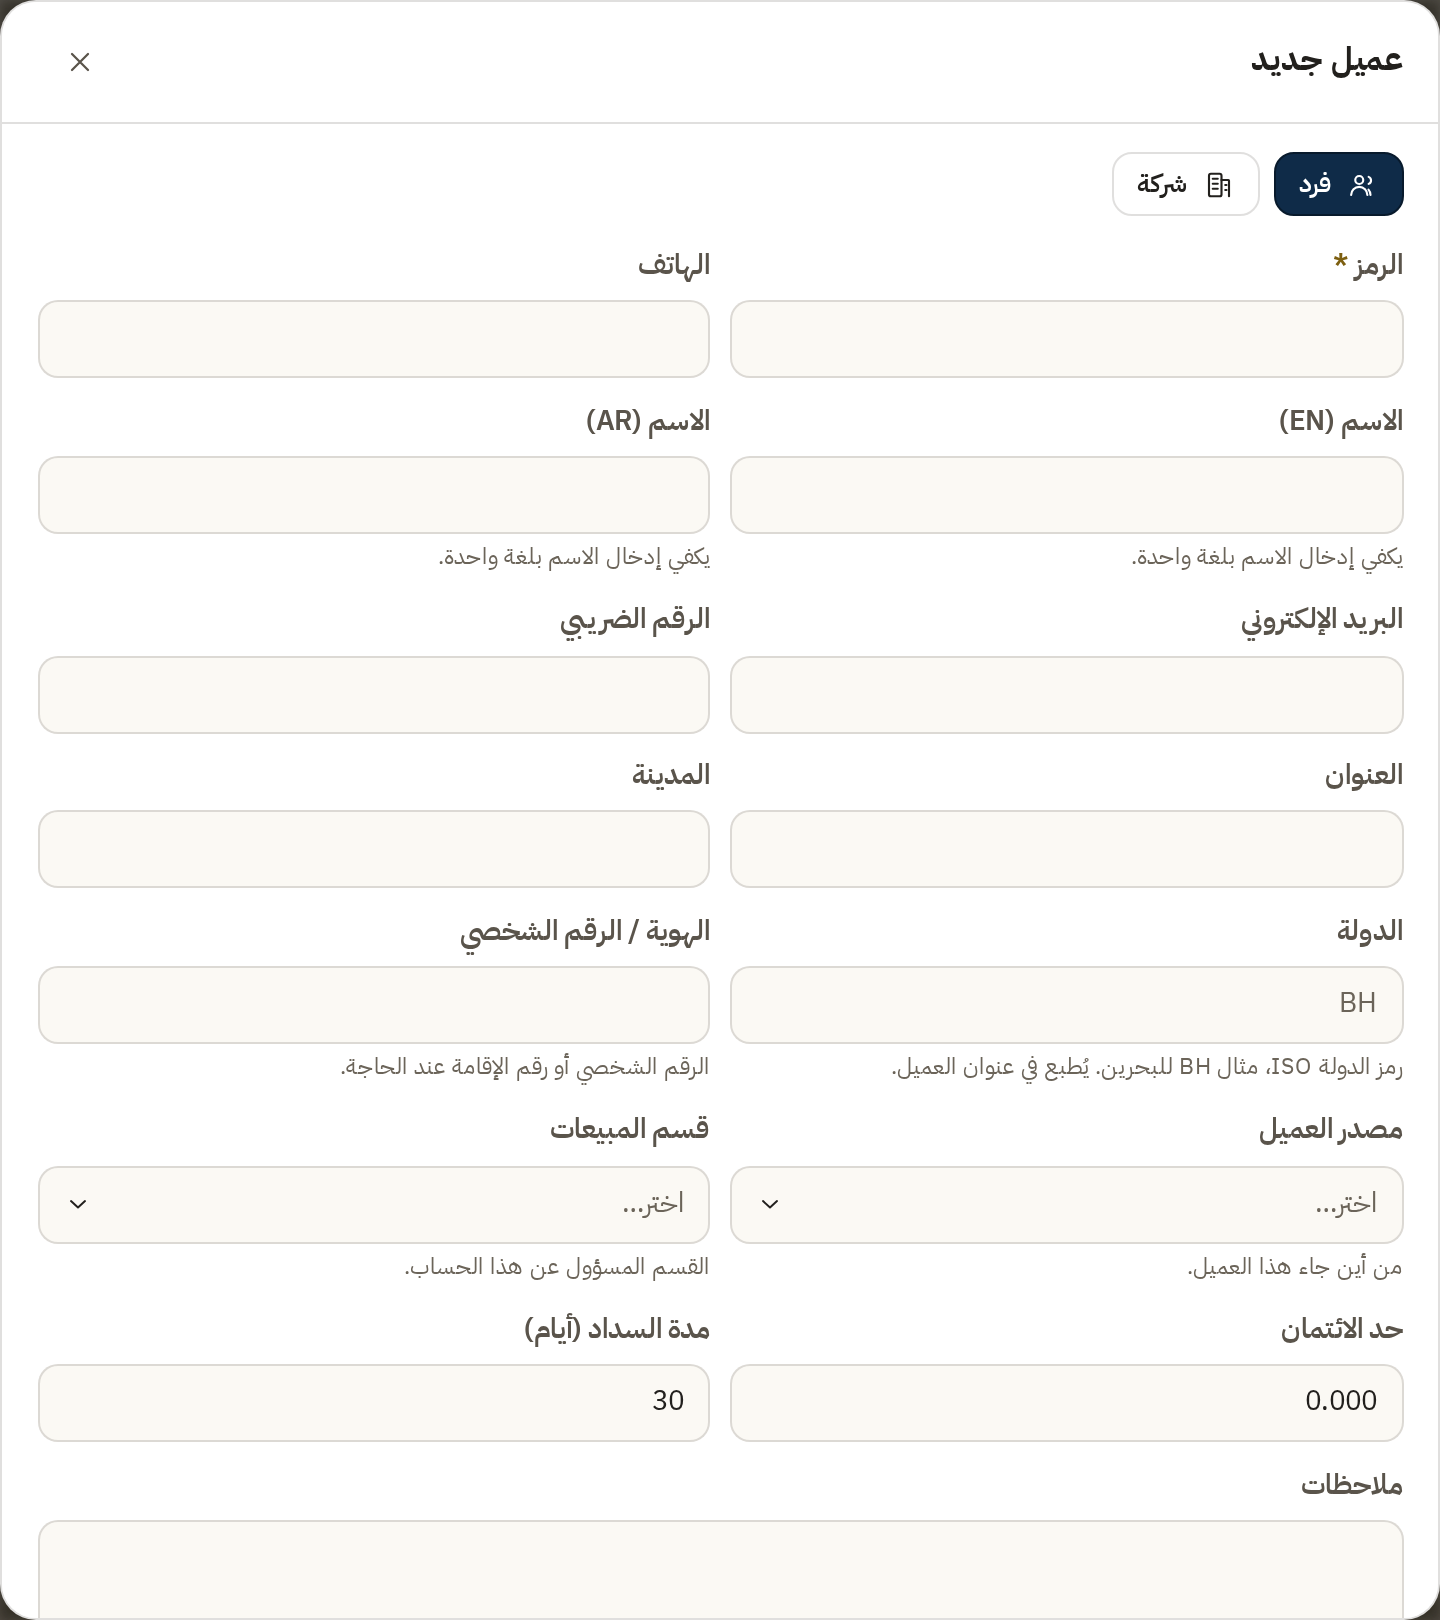 عميل جديد
فرد
شركة
الرمز *
الهاتف
الاسم (EN)
الاسم (AR)
يكفي إدخال الاسم بلغة واحدة.
يكفي إدخال الاسم بلغة واحدة.
البريد الإلكتروني
الرقم الضريبي
العنوان
المدينة
الدولة
الهوية / الرقم الشخصي
BH
رمز الدولة ISO، مثال BH للبحرين. يُطبع في عنوان العميل.
الرقم الشخصي أو رقم الإقامة عند الحاجة.
مصدر العميل
قسم المبيعات
اختر...
اختر...
من أين جاء هذا العميل.
القسم المسؤول عن هذا الحساب.
حد الائتمان
مدة السداد (أيام)
0.000
30
ملاحظات